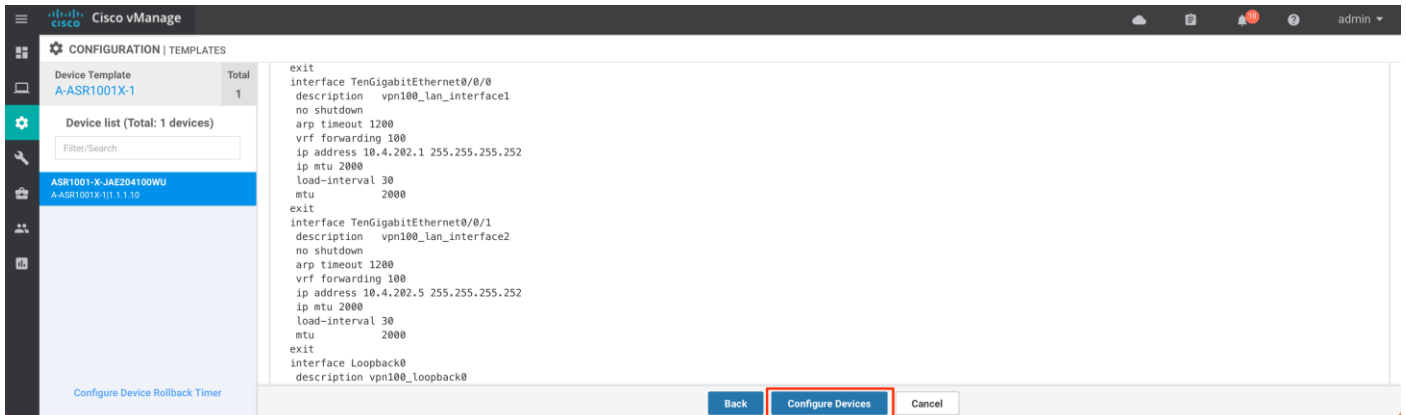 cisco Cisco vManage
10
admin
CONFIGURATION | TEMPLATES
Device Template
A-ASR1001X-1
Total
1
Device list (Total: 1 devices)
Filter/Search
ASR1001-X-JAE204100WU
A-ASR1001X-1|1.1.1.10
Configure Device Rollback Timer
exit
interface TenGigabitEthernet0/0/0
description vpn100_lan_interface1
no shutdown
arp timeout 1200
vrf forwarding 100
ip address 10.4.202.1 255.255.255.252
ip mtu 2000
load-interval 30
mtu 2000
exit
interface TenGigabitEthernet0/0/1
description vpn100_lan_interface2
no shutdown
arp timeout 1200
vrf forwarding 100
ip address 10.4.202.5 255.255.255.252
ip mtu 2000
load-interval 30
mtu 2000
exit
interface Loopback0
description vpn100_loopback0
Back Configure Devices Cancel